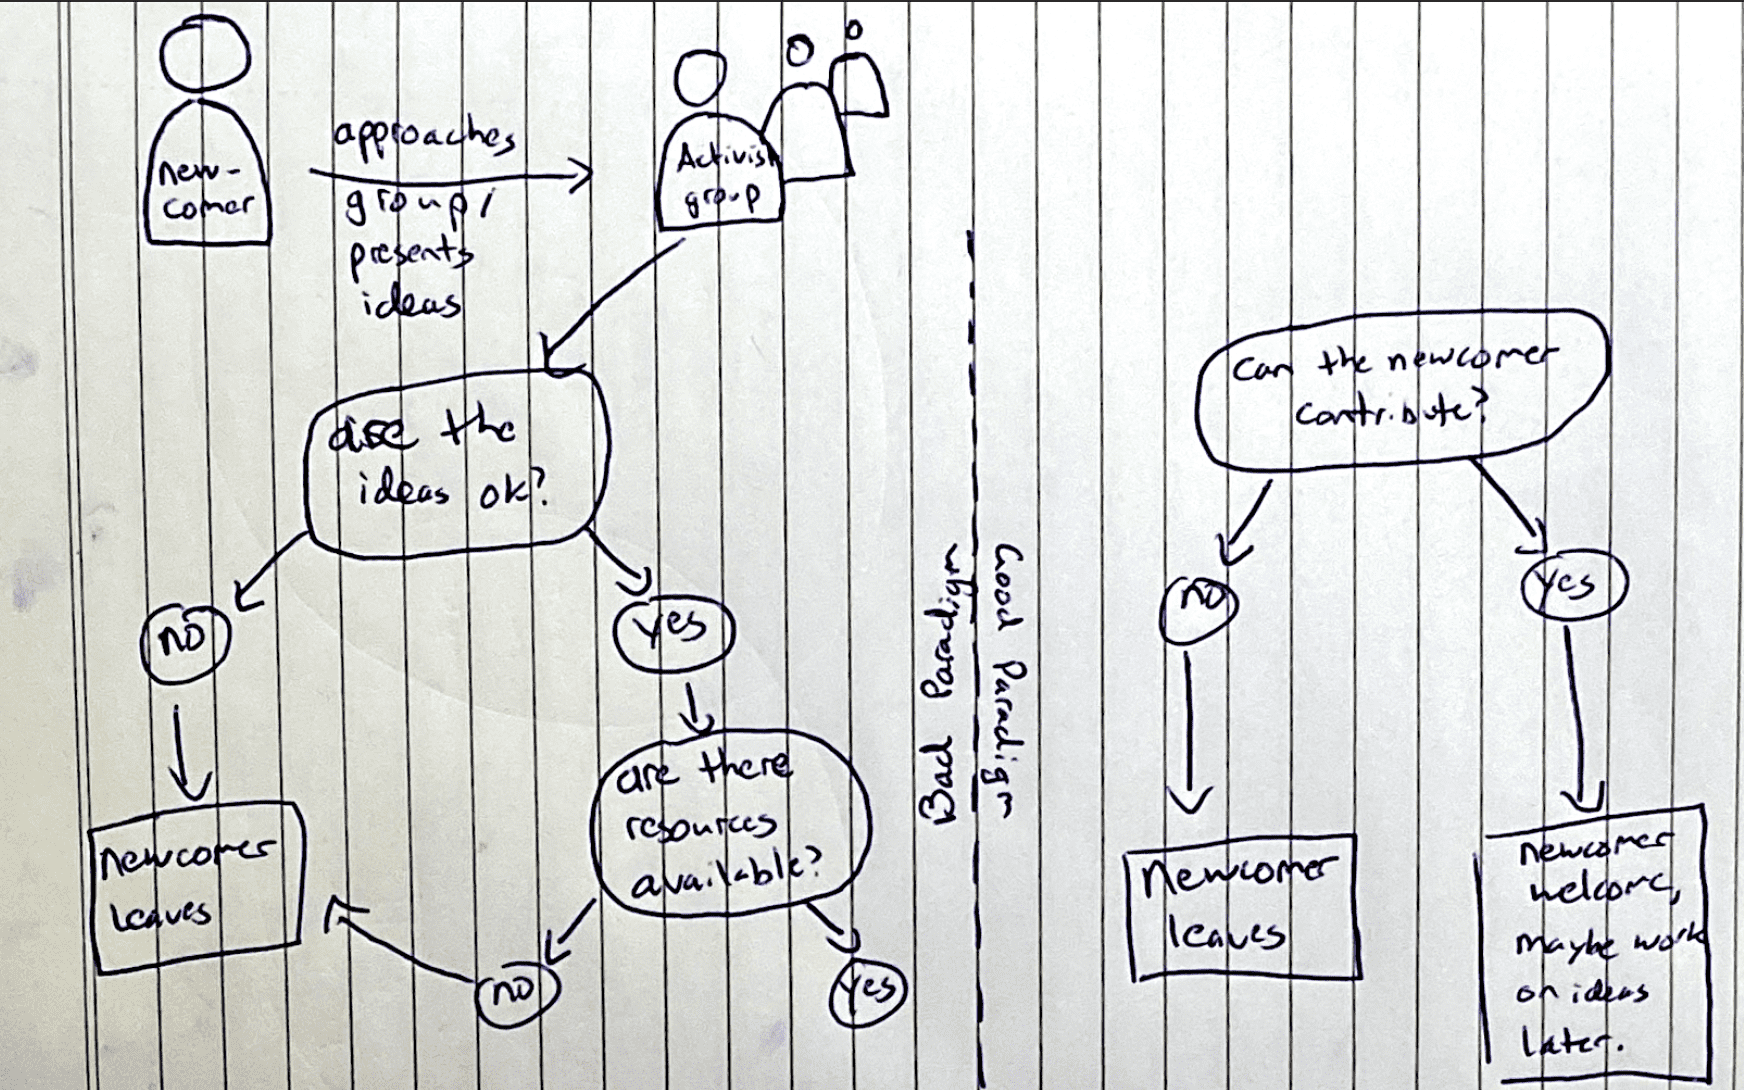 new-
comer
approaches
group/
presents
ideas
Activist
group
are the
ideas ok?
no
yes
newcomer
leaves
are there
resources
available?
no
yes
Bad Paradigm
Good Paradigm
can the newcomer
contribute?
no
yes
Newcomer
leaves
newcomer
welcome,
maybe work
on ideas
later.